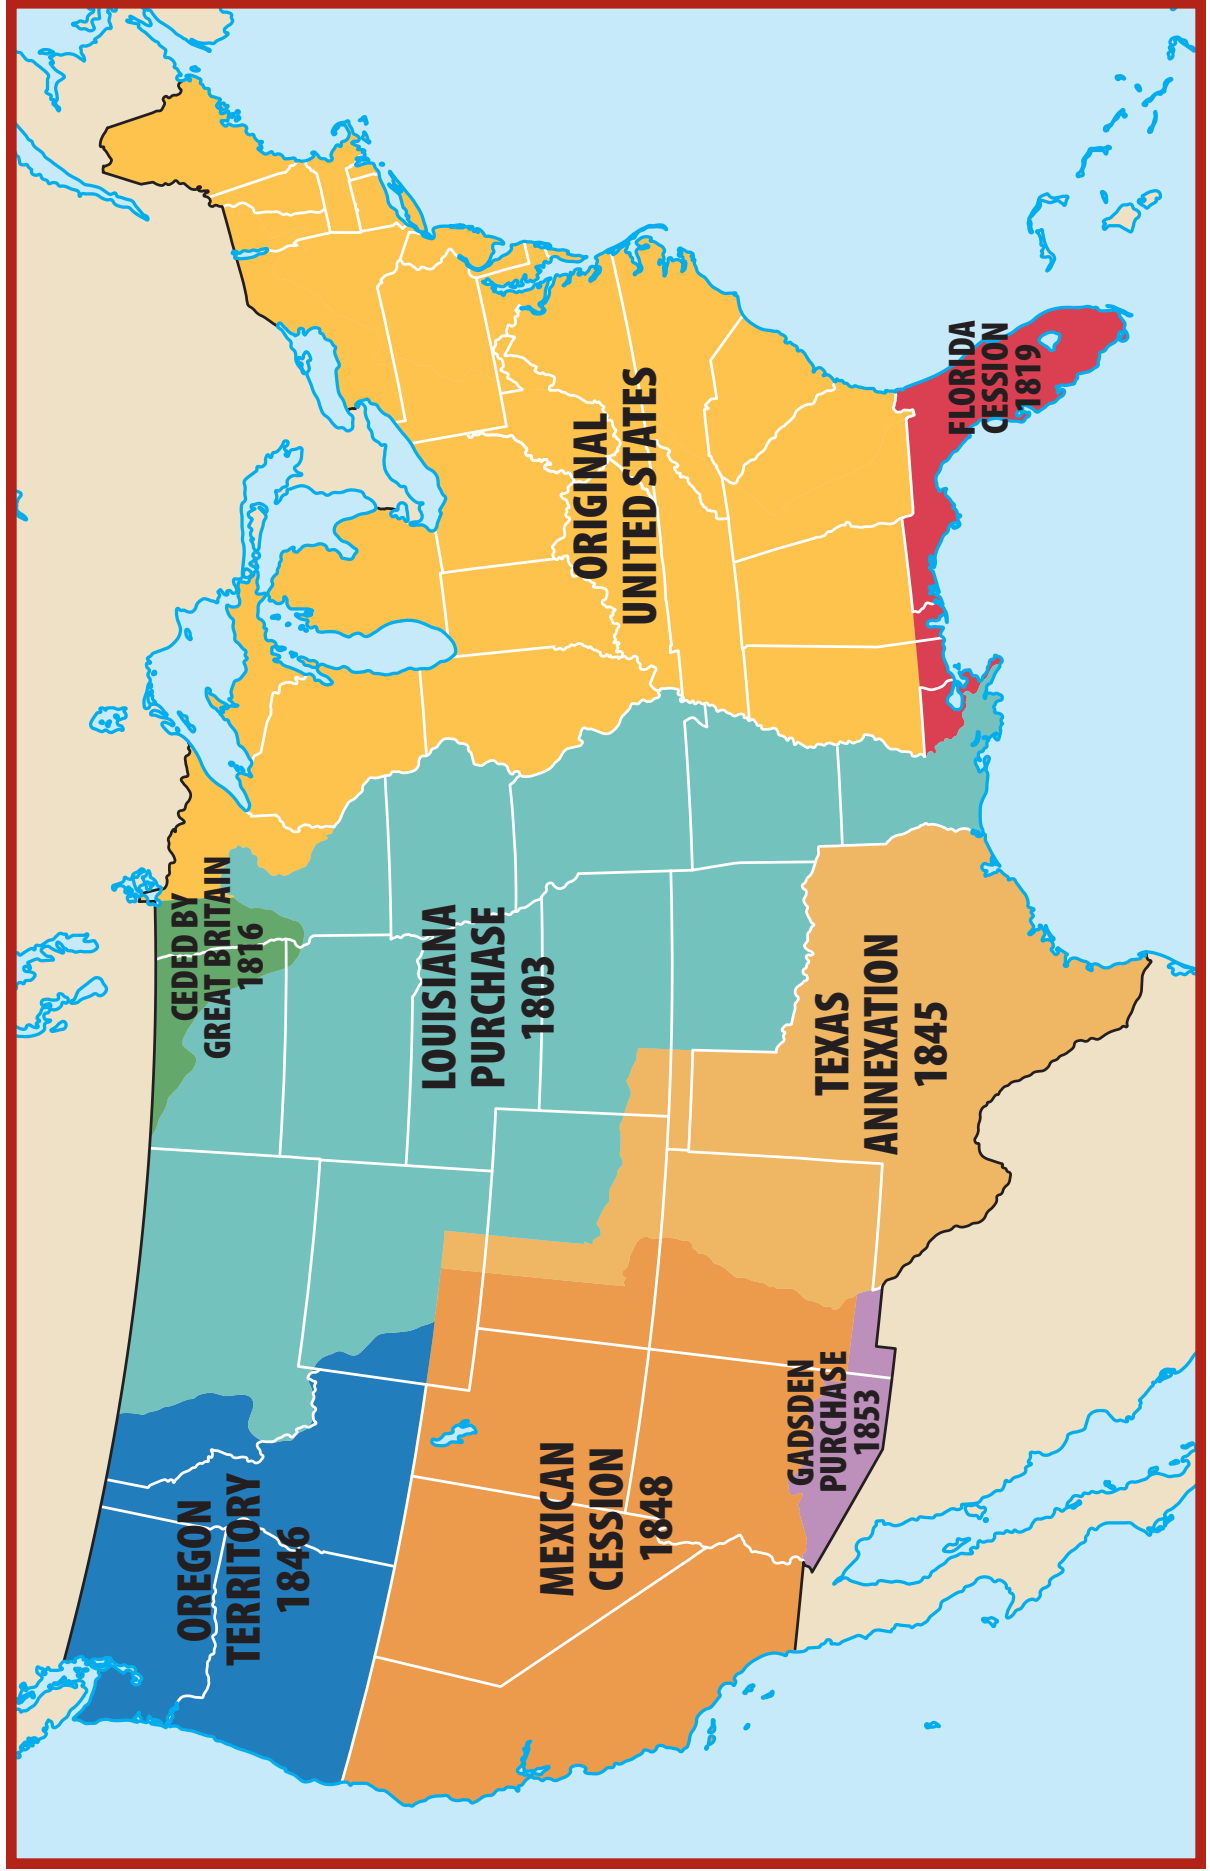 OREGON
TERRITORY
1846
CEDED BY
GREAT BRITAIN
1816
LOUISIANA
PURCHASE
1803
ORIGINAL
UNITED STATES
MEXICAN
CESSION
1848
GADSDEN
PURCHASE
1853
TEXAS
ANNEXATION
1845
FLORIDA
CESSION
1819